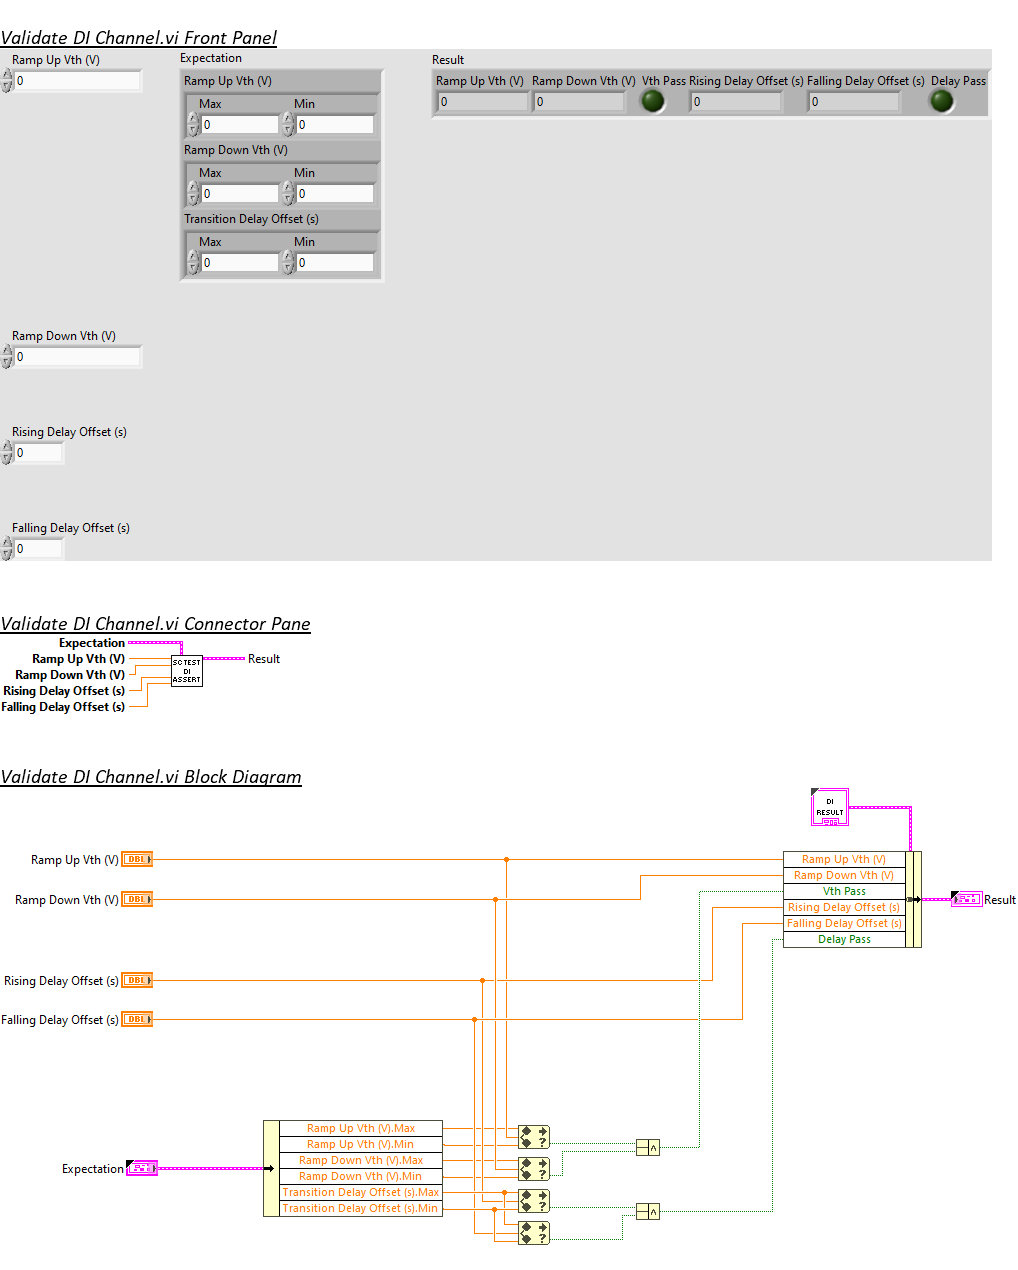 Validate DI Channel.vi Front Panel
Ramp Up Vth (V)
0
Expectation
Ramp Up Vth (V)
Max Min
0 0
Ramp Down Vth (V)
Max Min
0 0
Transition Delay Offset (s)
Max Min
0 0
Result
Ramp Up Vth (V) Ramp Down Vth (V) Vth Pass Rising Delay Offset (s) Falling Delay Offset (s) Delay Pass
0 0 0 0
Ramp Down Vth (V)
0
Rising Delay Offset (s)
0
Falling Delay Offset (s)
0
Validate DI Channel.vi Connector Pane
Expectation
Ramp Up Vth (V)
Ramp Down Vth (V)
Rising Delay Offset (s)
Falling Delay Offset (s)
SC TEST
DI
ASSERT
Result
Validate DI Channel.vi Block Diagram
DI
RESULT
Ramp Up Vth (V) DBL
Ramp Down Vth (V) DBL
Rising Delay Offset (s) DBL
Falling Delay Offset (s) DBL
Ramp Up Vth (V)
Ramp Down Vth (V)
Vth Pass
Rising Delay Offset (s)
Falling Delay Offset (s)
Delay Pass
Result
Expectation
Ramp Up Vth (V).Max
Ramp Up Vth (V).Min
Ramp Down Vth (V).Max
Ramp Down Vth (V).Min
Transition Delay Offset (s).Max
Transition Delay Offset (s).Min
?
?
?
?